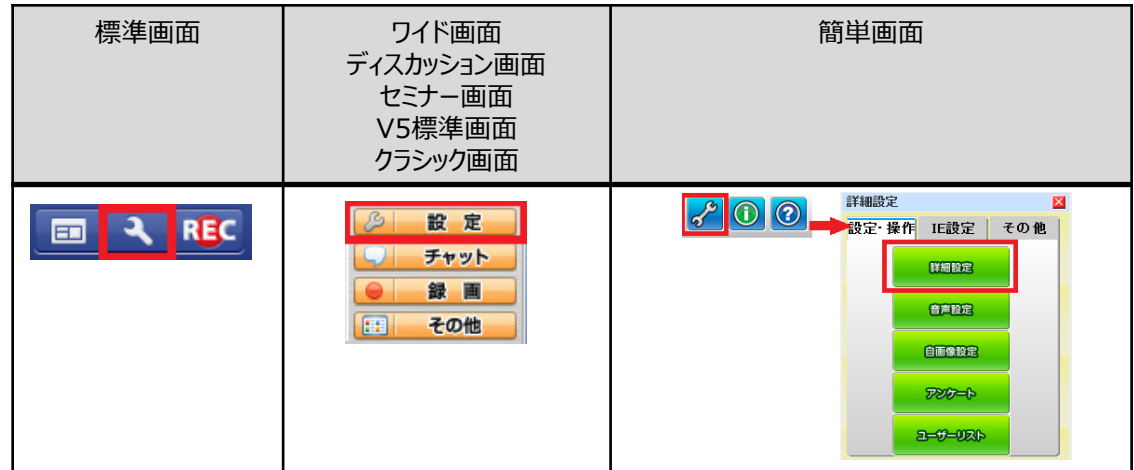 標準画面
ワイド画面
ディスカッション画面
セミナー画面
V5標準画面
クラシック画面
簡単画面
REC
設 定
チャット
録 画
その他
詳細設定
設定・操作 IE設定 その他
詳細設定
音声設定
自画像設定
アンケート
ユーザーリスト